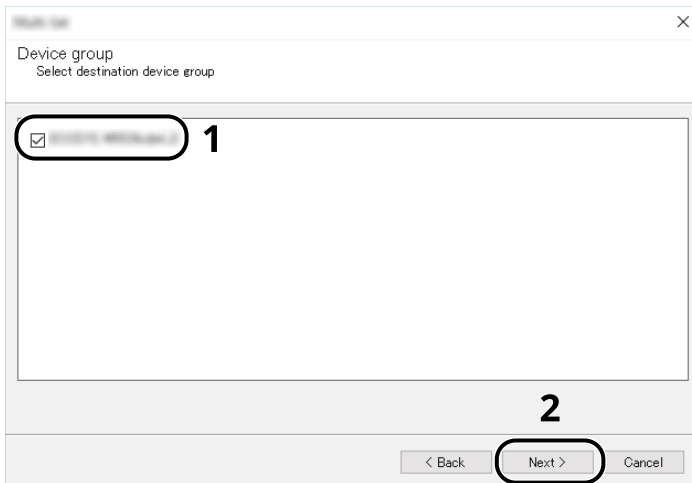 Device group
Select destination device group
1
2
< Back
Next >
Cancel